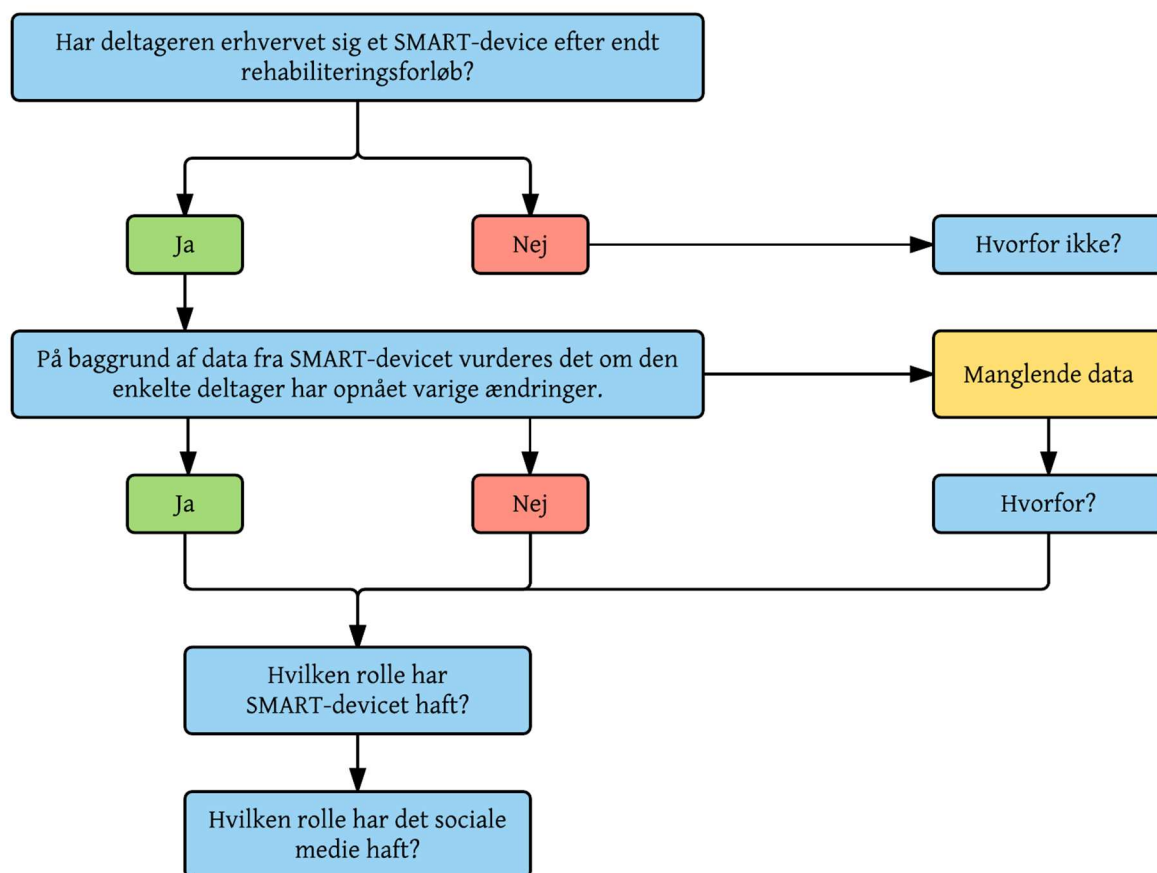 Har deltageren erhvervet sig et SMART-device efter endt
rehabiliteringsforløb?
Ja
Nej
Hvorfor ikke?
På baggrund af data fra SMART-devicet vurderes det om den
enkelte deltager har opnået varige ændringer.
Manglende data
Ja
Nej
Hvorfor?
Hvilken rolle har
SMART-devicet haft?
Hvilken rolle har det sociale
medie haft?